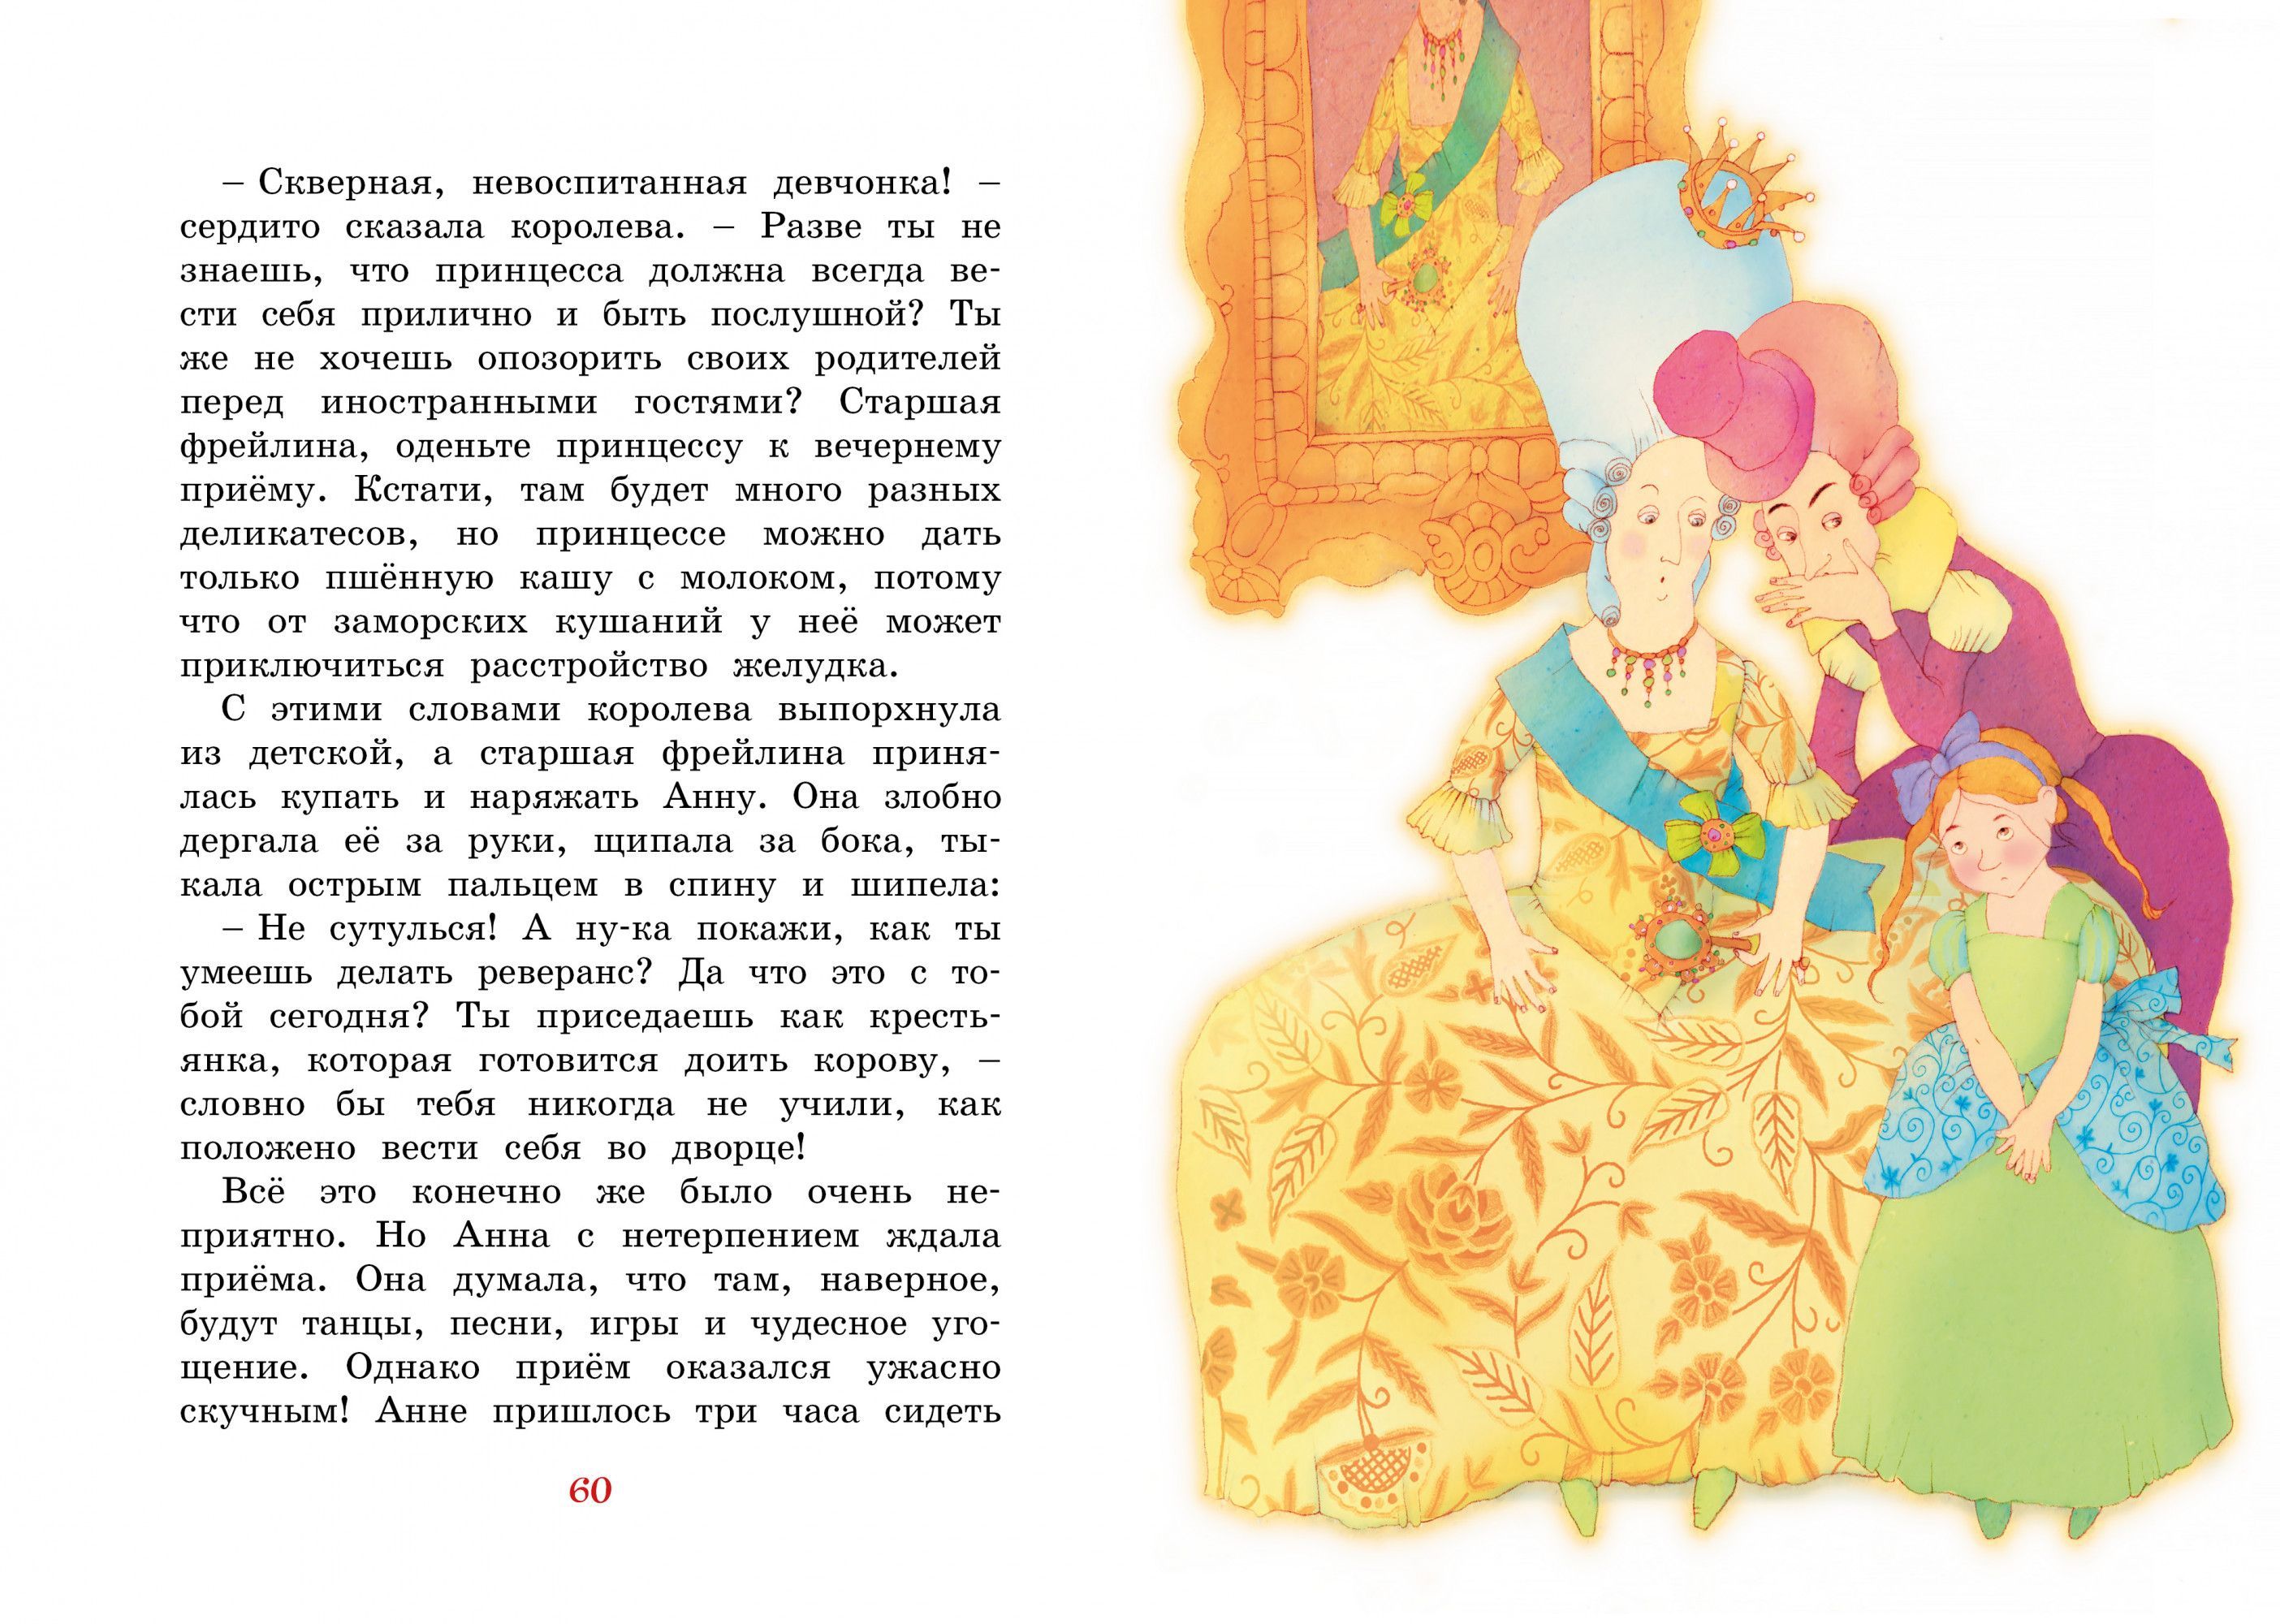 – Скверная, невоспитанная девчонка! –
сердито сказала королева. – Разве ты не
знаешь, что принцесса должна всегда ве-
сти себя прилично и быть послушной? Ты
же не хочешь опозорить своих родителей
перед иностранными гостями? Старшая
фрейлина, оденьте принцессу к вечернему
приёму. Кстати, там будет много разных
деликатесов, но принцессе можно дать
только пшённую кашу с молоком, потому
что от заморских кушаний у неё может
приключиться расстройство желудка.
С этими словами королева выпорхнула
из детской, а старшая фрейлина приня-
лась купать и наряжать Анну. Она злобно
дергала её за руки, щипала за бока, ты-
кала острым пальцем в спину и шипела:
– Не сутулься! А ну-ка покажи, как ты
умеешь делать реверанс? Да что это с то-
бой сегодня? Ты приседаешь как кресть-
янка, которая готовится доить корову, –
словно бы тебя никогда не учили, как
положено вести себя во дворце!
Всё это конечно же было очень не-
приятно. Но Анна с нетерпением ждала
приёма. Она думала, что там, наверное,
будут танцы, песни, игры и чудесное уго-
щение. Однако приём оказался ужасно
скучным! Анне пришлось три часа сидеть
60